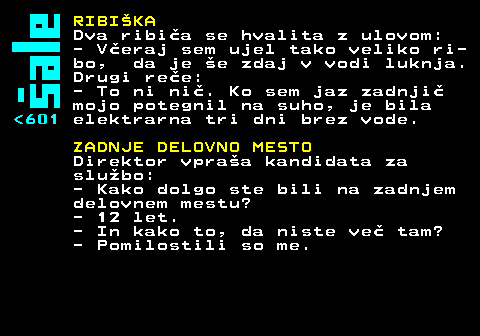 šale
RIBIŠKA
Dva ribiča se hvalita z ulovom:
- Včeraj sem ujel tako veliko ri-
bo, da je še zdaj v vodi luknja.
Drugi reče:
- To ni nič. Ko sem jaz zadnjič
mojo potegnil na suho, je bila
<601 elektrarna tri dni brez vode.
ZADNJE DELOVNO MESTO
Direktor vpraša kandidata za
službo:
- Kako dolgo ste bili na zadnjem
delovnem mestu?
- 12 let.
- In kako to, da niste več tam?
- Pomilostili so me.